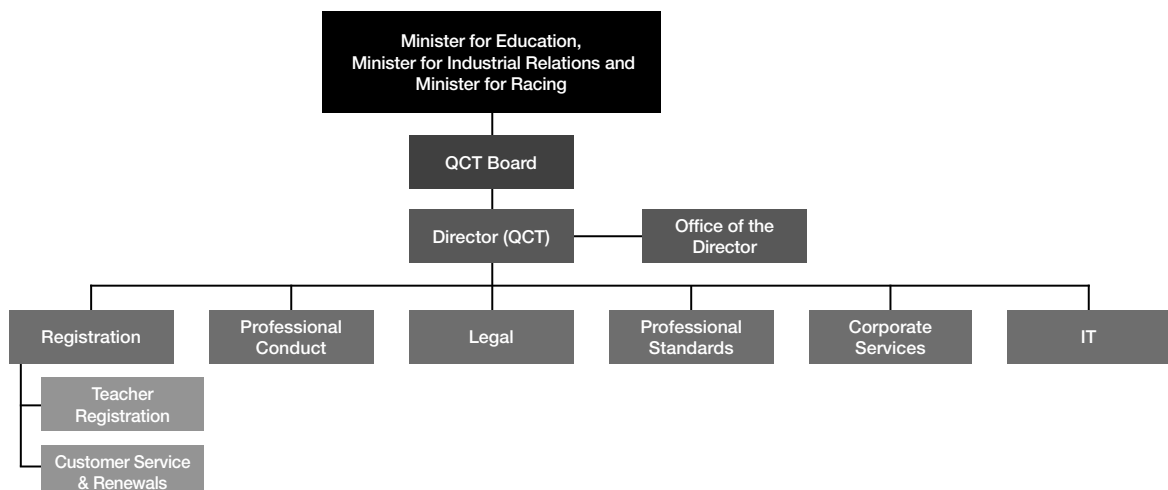 Minister for Education,
Minister for Industrial Relations and
Minister for Racing
QCT Board
Director (QCT)
Office of the
Director
Registration
Professional
Conduct
Legal
Professional
Standards
Corporate
Services
IT
Teacher
Registration
Customer Service
& Renewals